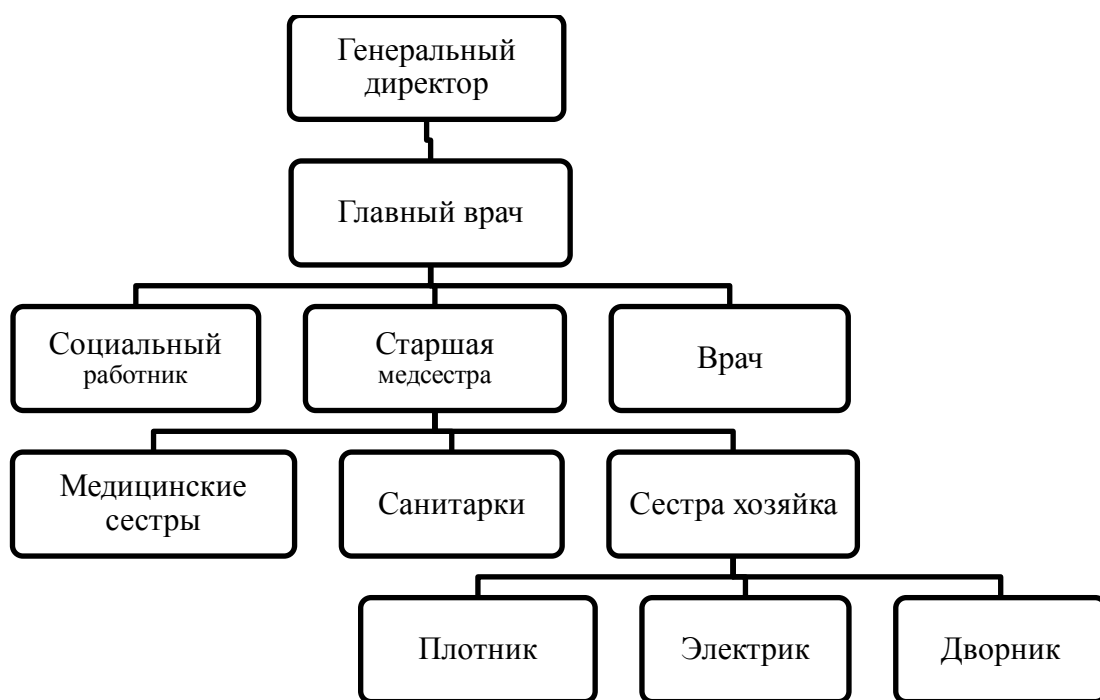 Генеральный
директор
Главный врач
Социальный
работник
Старшая
медсестра
Врач
Медицинские
сестры
Санитарки
Сестра хозяйка
Плотник
Электрик
Дворник